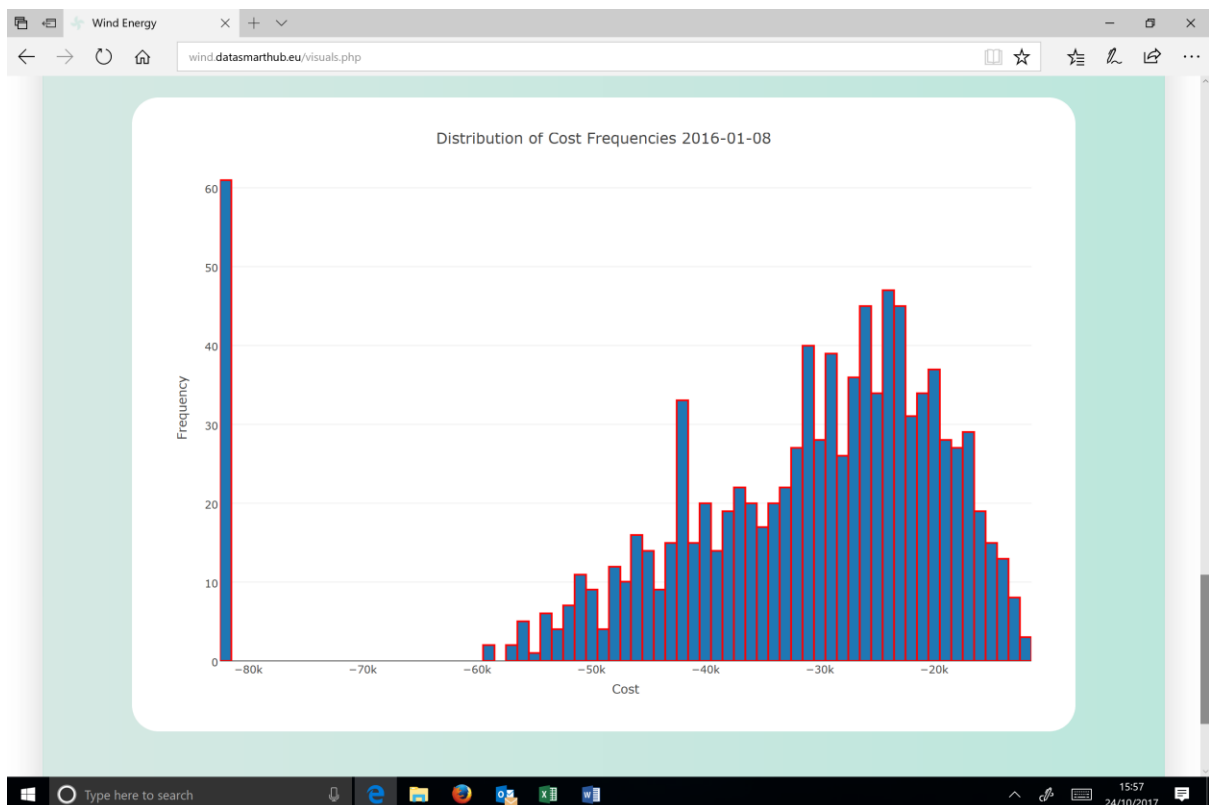 Wind Energy
wind.datasmarthub.eu/visuals.php
Distribution of Cost Frequencies 2016-01-08
60
50
40
30
20
10
0
Frequency
−80k −70k −60k −50k −40k −30k −20k
Cost
Type here to search
15:57
24/10/2017